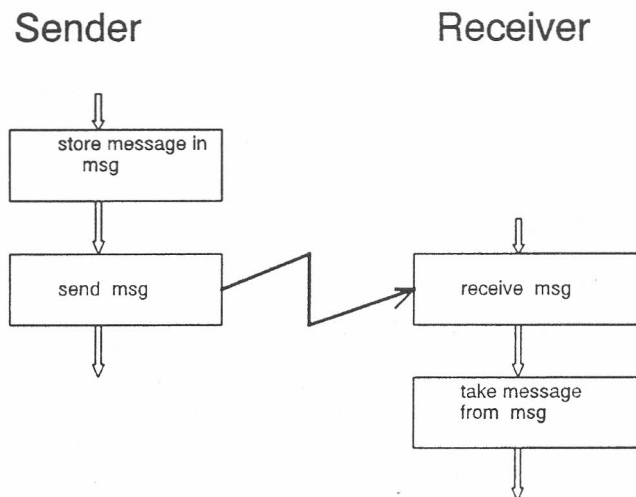 Sender
Receiver
store message in
msg
send msg
receive msg
take message
from msg